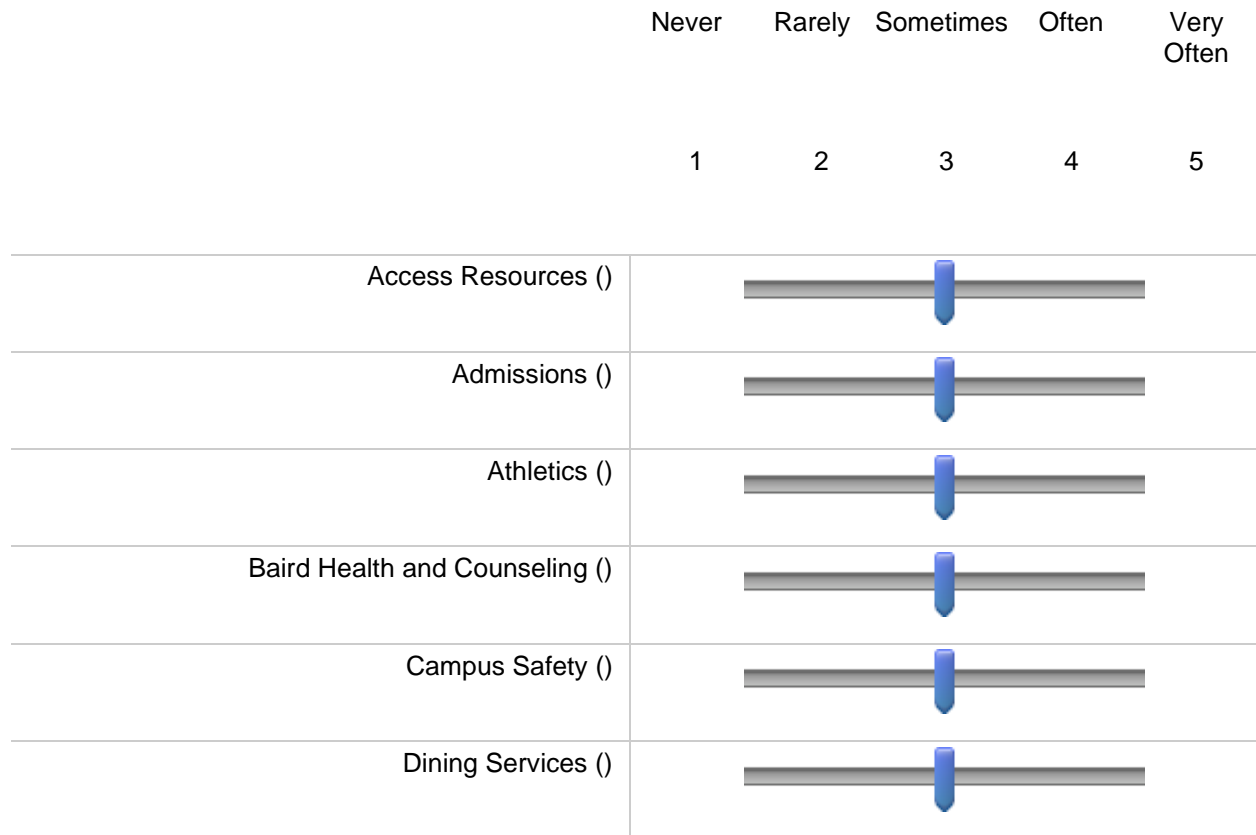 Never Rarely Sometimes Often Very
Often
1 2 3 4 5
Access Resources ()
Admissions ()
Athletics ()
Baird Health and Counseling ()
Campus Safety ()
Dining Services ()